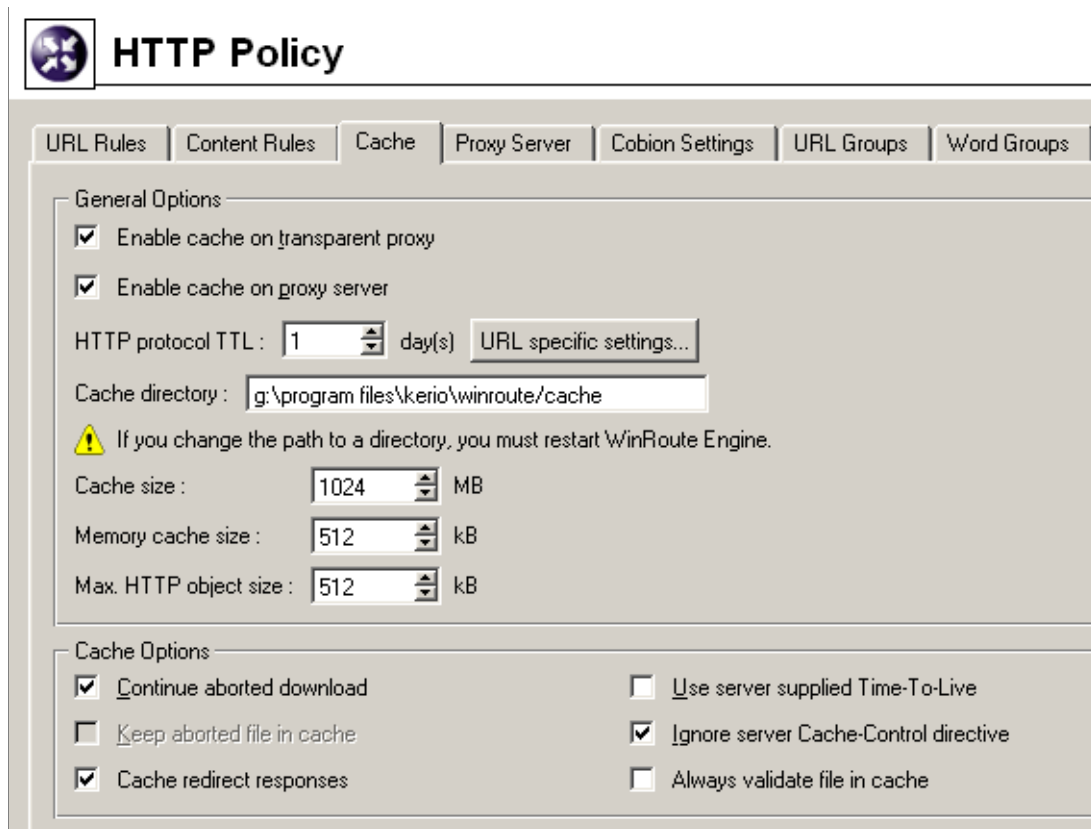 HTTP Policy
URL Rules Content Rules Cache Proxy Server Cobion Settings URL Groups Word Groups
General Options
Enable cache on transparent proxy
Enable cache on proxy server
HTTP protocol TTL : 1 day(s) URL specific settings...
Cache directory : g:\program files\kerio\winroute/cache
If you change the path to a directory, you must restart WinRoute Engine.
Cache size : 1024 MB
Memory cache size : 512 kB
Max. HTTP object size : 512 kB
Cache Options
Continue aborted download Use server supplied Time-To-Live
Keep aborted file in cache Ignore server Cache-Control directive
Cache redirect responses Always validate file in cache